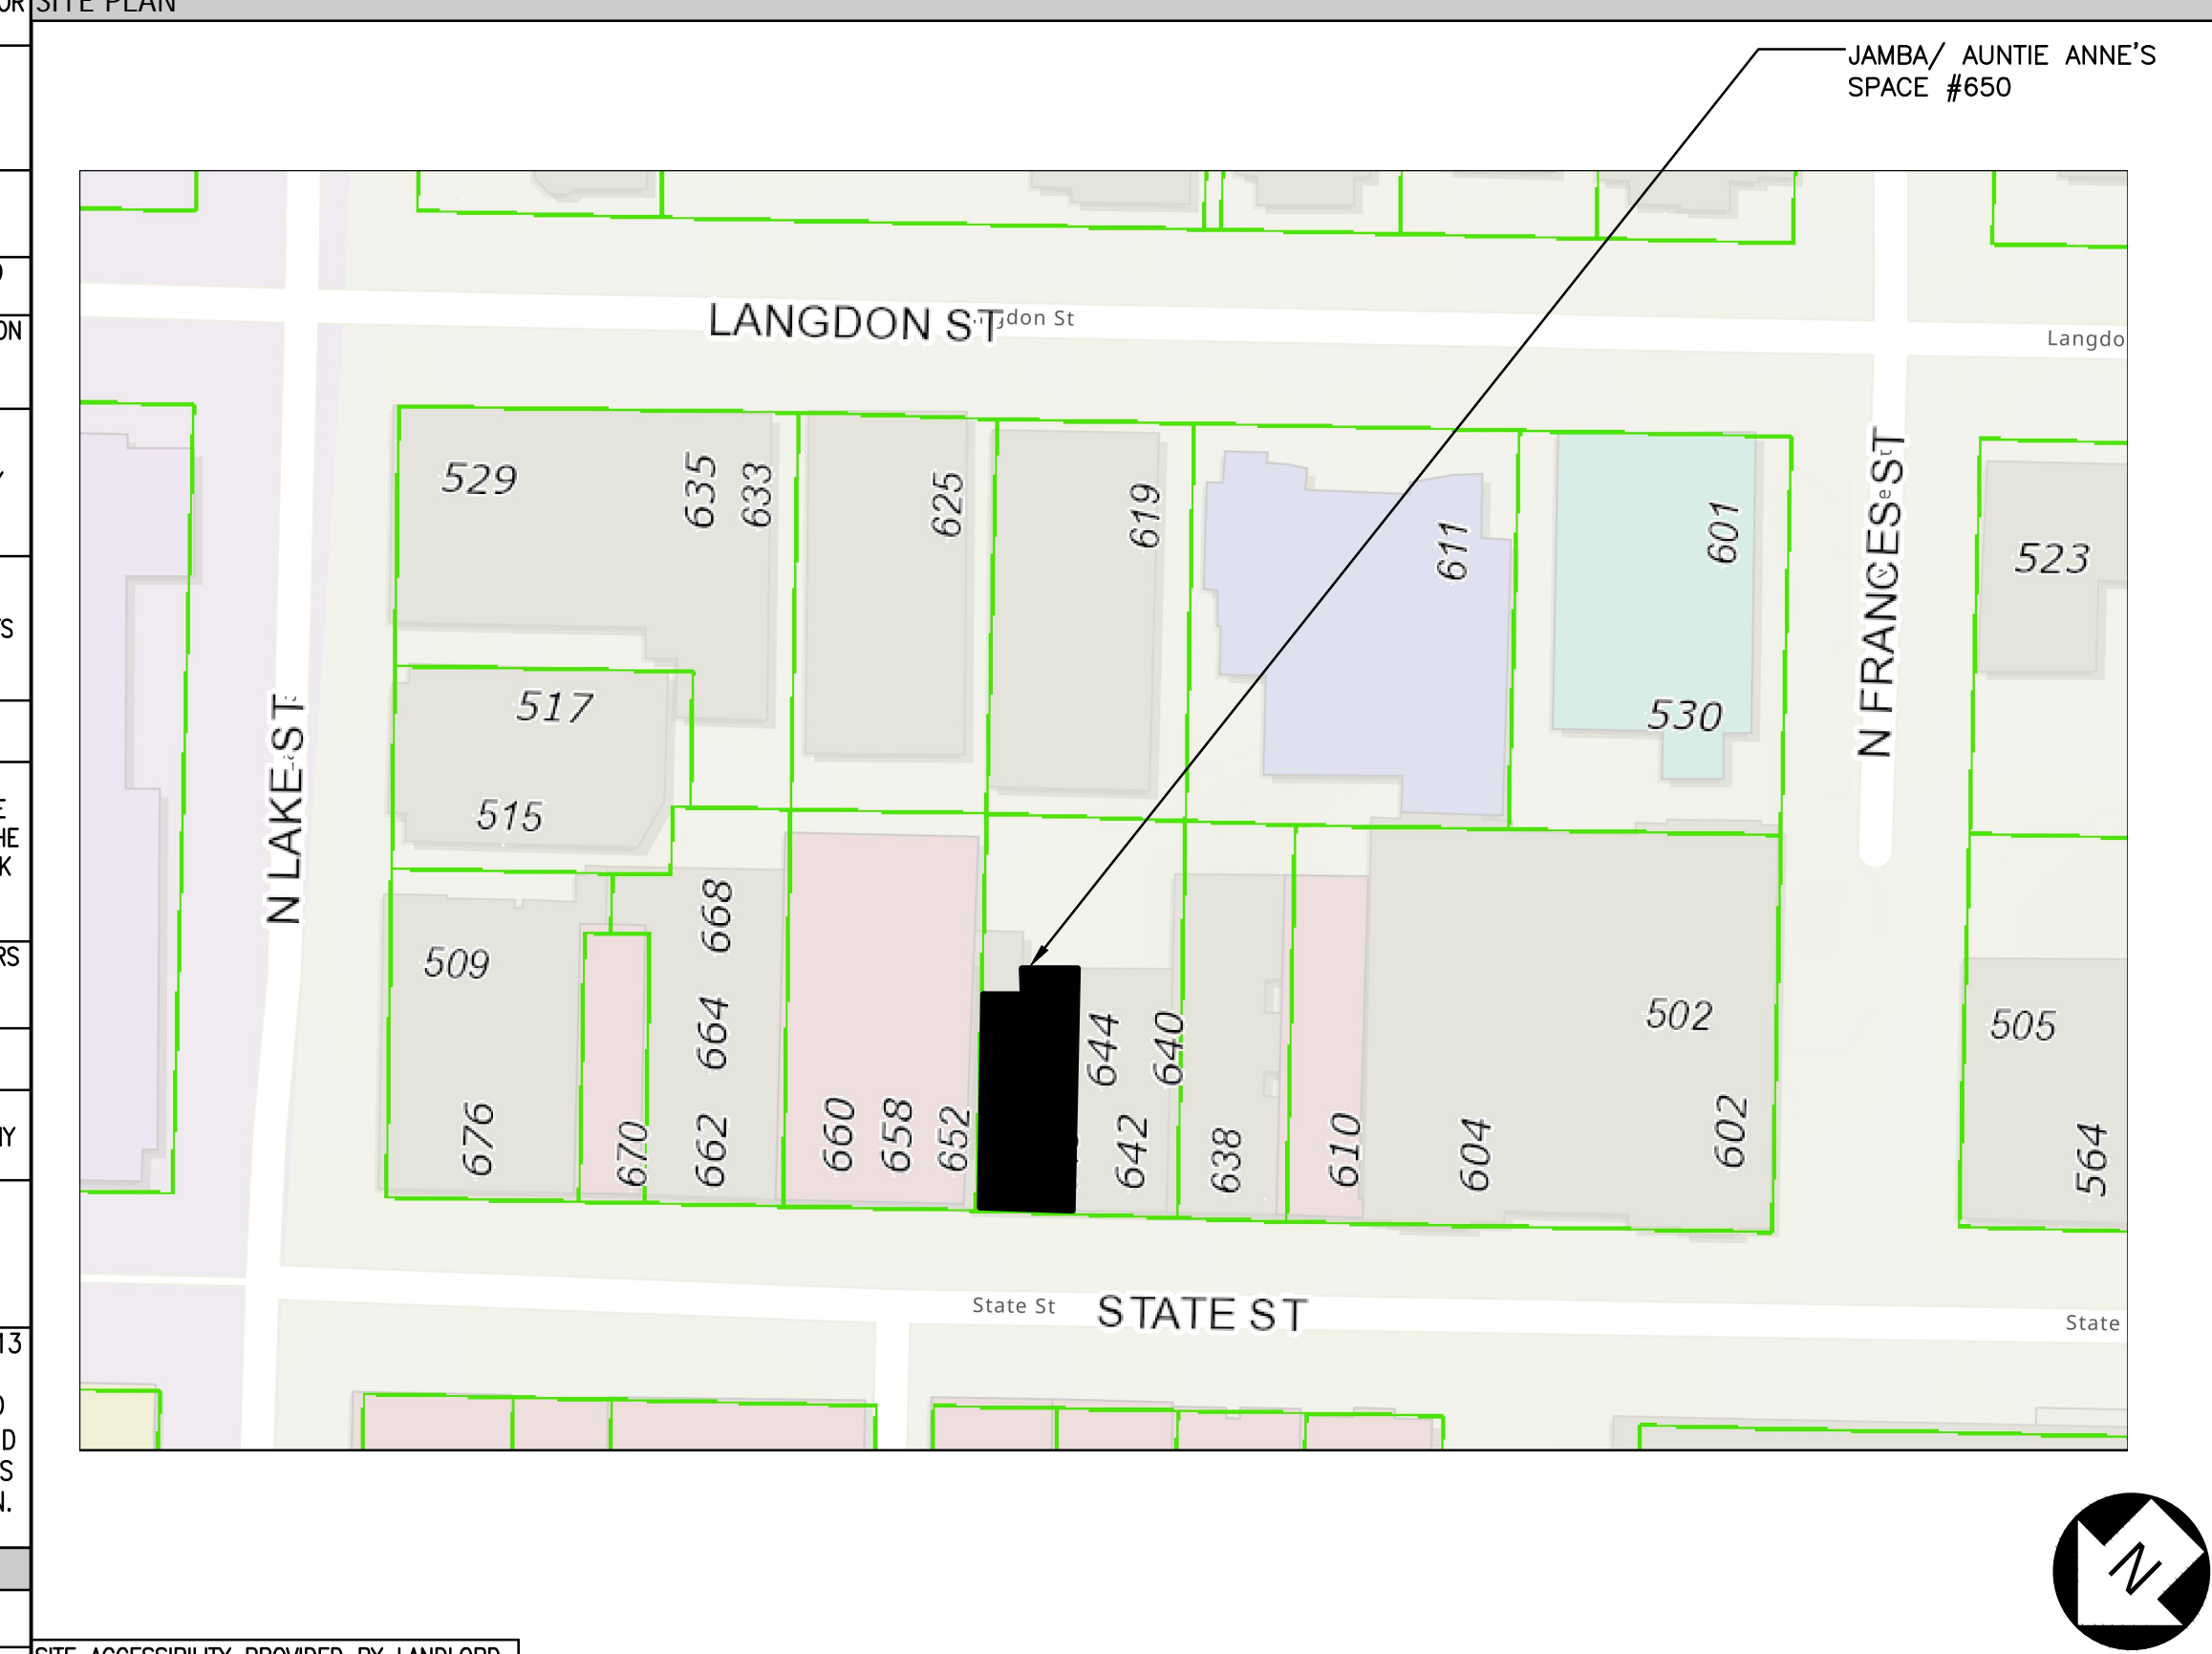 SITE PLAN
JAMBA/ AUNTIE ANNE'S
SPACE #650
LANGDON ST
Langdo
N LAKE ST
N FRANCES ST
529
635
633
625
619
611
601
530
523
517
515
509
676
670
668
664
662
660
658
652
644
640
642
638
610
604
602
502
505
564
State St
STATE ST
State
N
SITE ACCESSIBILITY PROVIDED BY LANDLORD